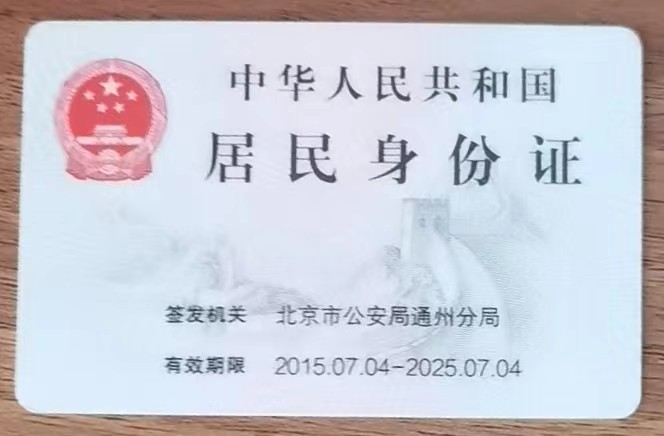 中华人民共和国
居民身份证
签发机关 北京市公安局通州分局
有效期限 2015.07.04-2025.07.04